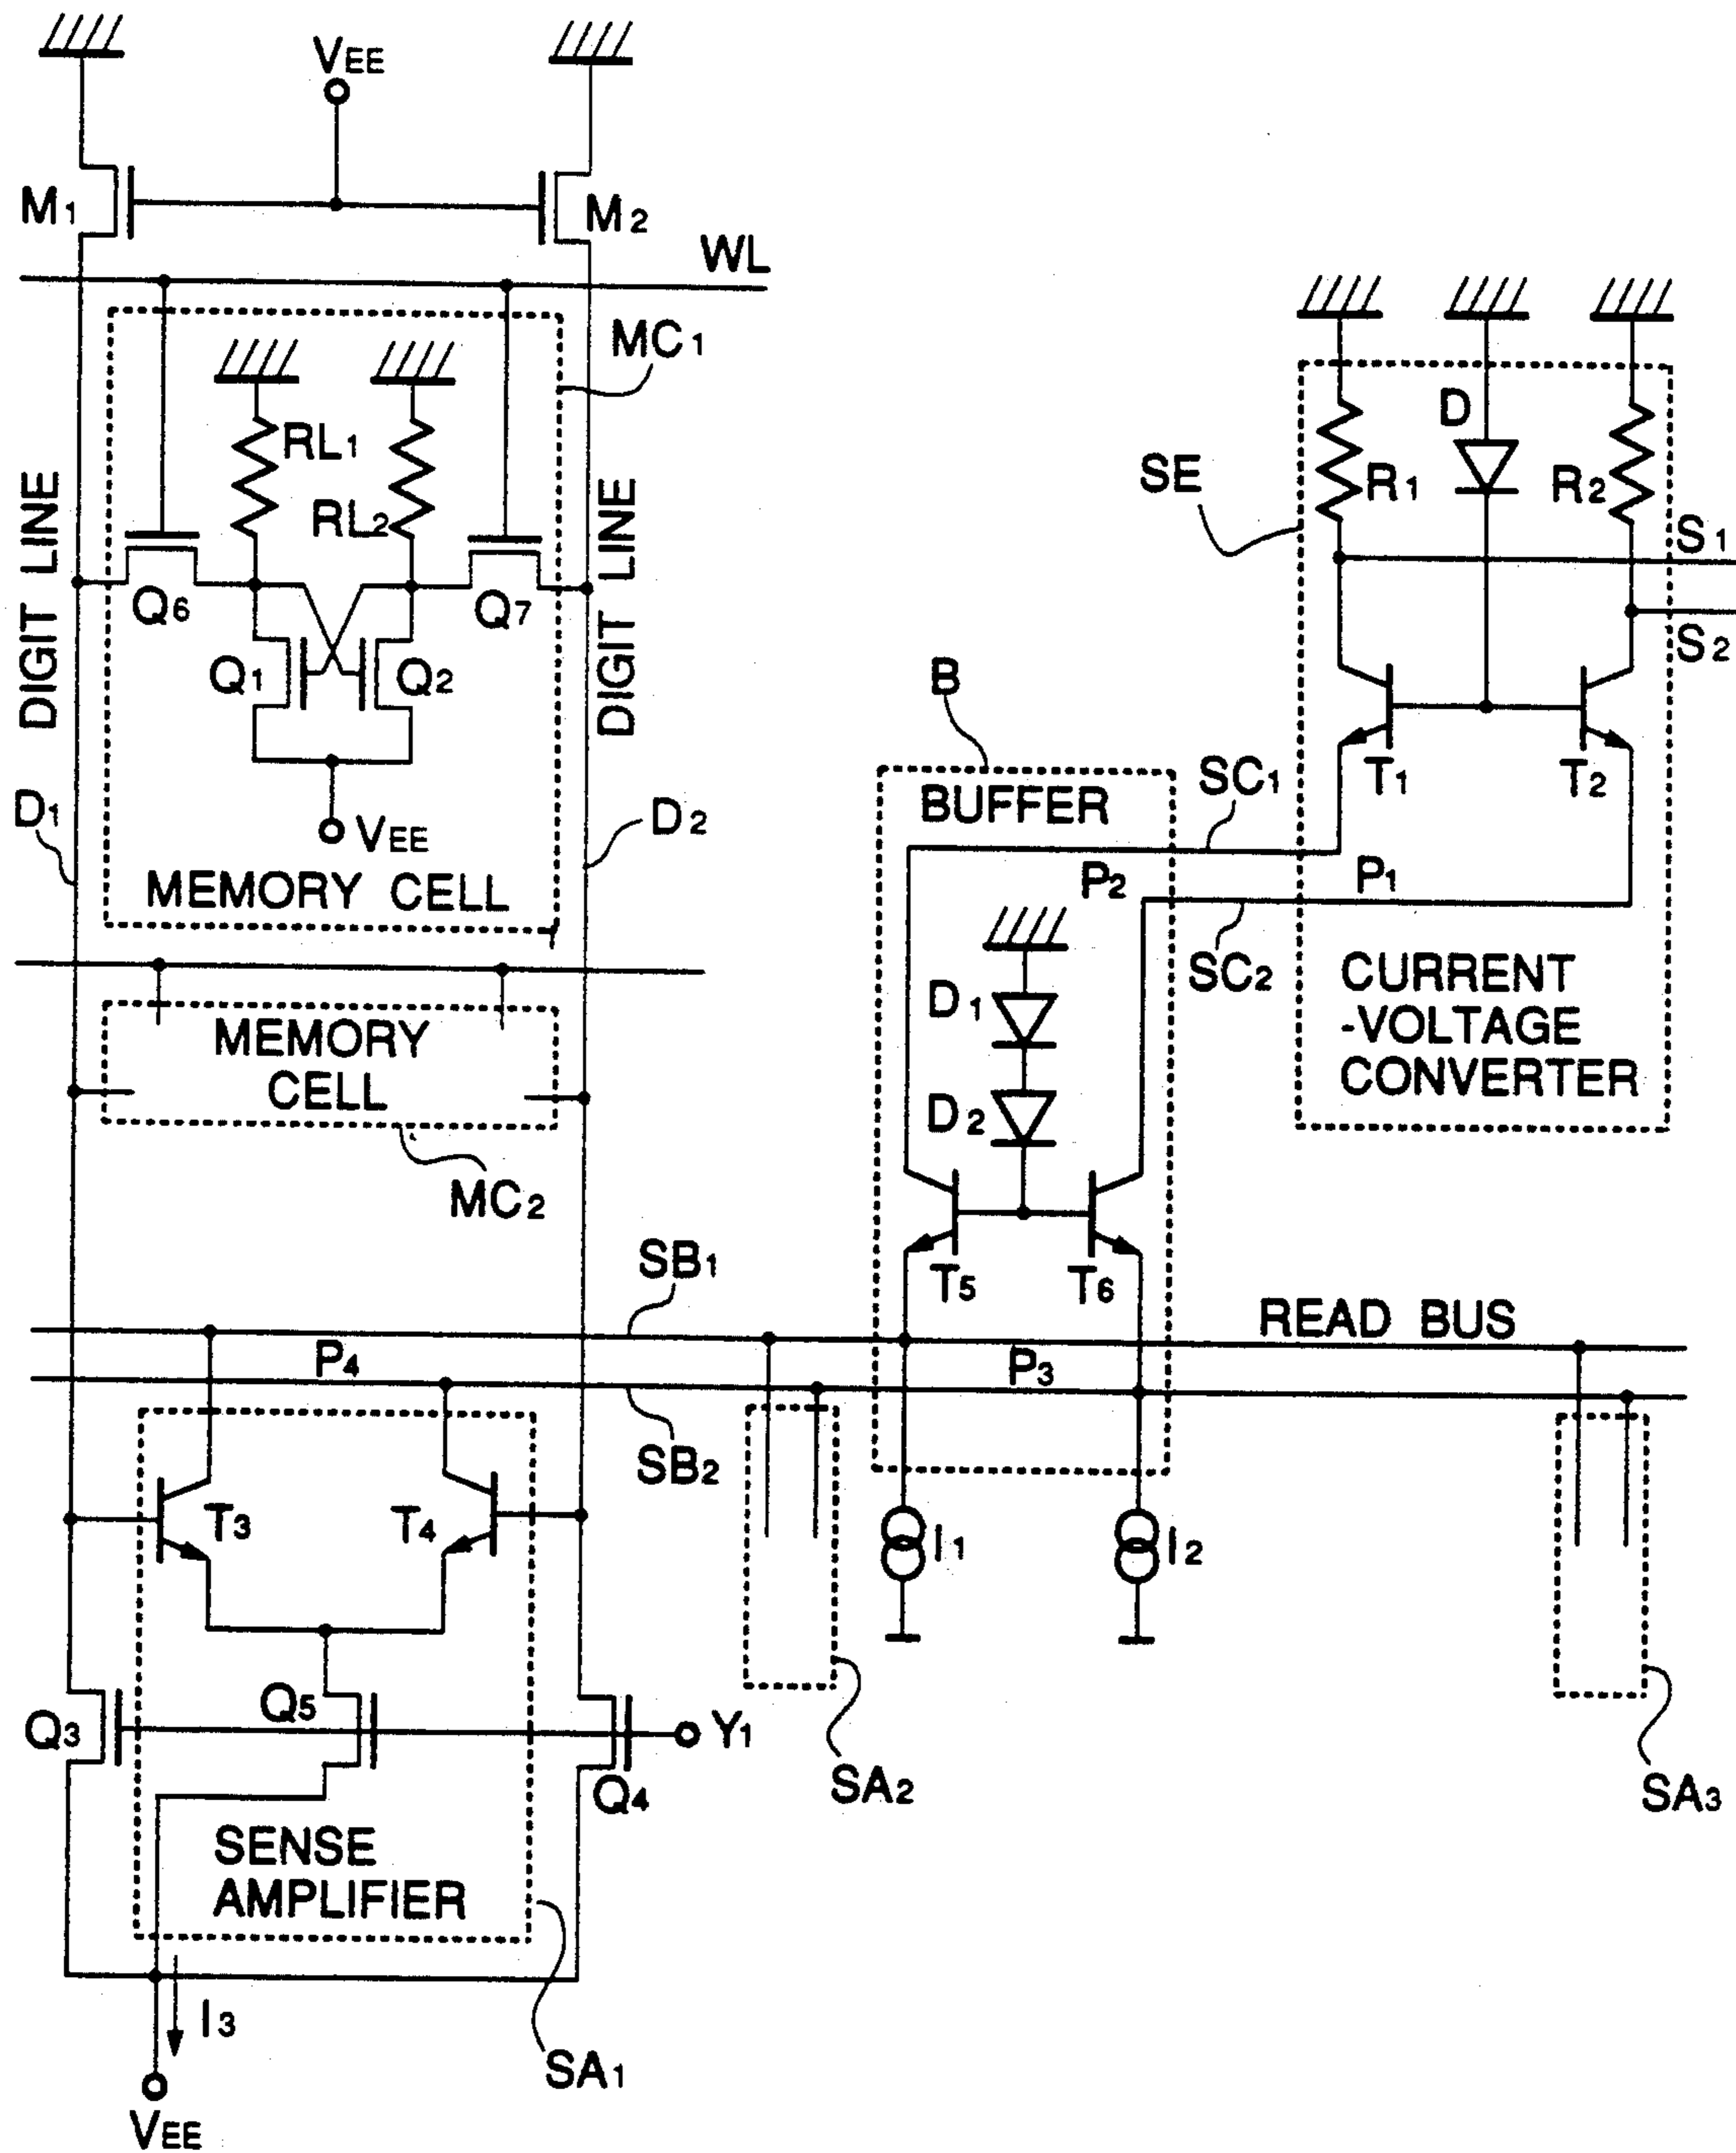 VEE
M1
M2
WL
MC1
RL1
RL2
DIGIT LINE
DIGIT LINE
Q6
Q7
Q1
Q2
D1
VEE
D2
MEMORY CELL
MEMORY
CELL
MC2
SE
D
R1
R2
S1
S2
T1
T2
B
BUFFER
SC1
P2
P1
SC2
CURRENT
-VOLTAGE
CONVERTER
D1
D2
T5
T6
SB1
READ BUS
P4
P3
SB2
T3
T4
I1
I2
Q3
Q5
Y1
Q4
SA2
SA3
SENSE
AMPLIFIER
I3
SA1
VEE